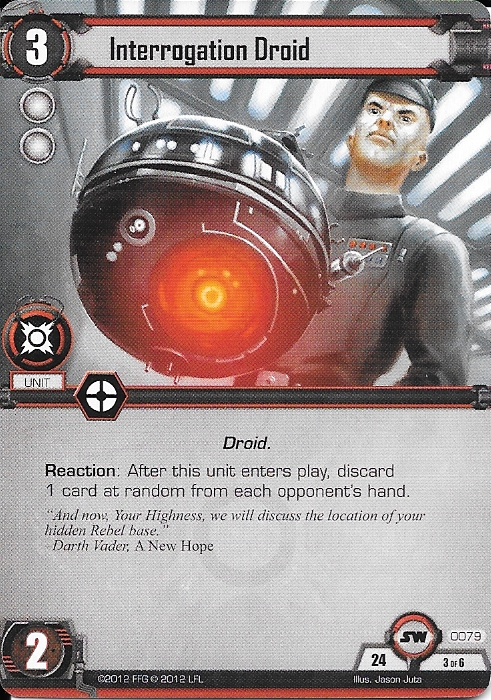 3
Interrogation Droid
UNIT
Droid.
Reaction: After this unit enters play, discard
1 card at random from each opponent's hand.
"And now, Your Highness, we will discuss the location of your
hidden Rebel base."
-Darth Vader, A New Hope
2
SW
0079
24
3 OF 6
©2012 FFG © 2012 LFL
Illus. Jason Juta